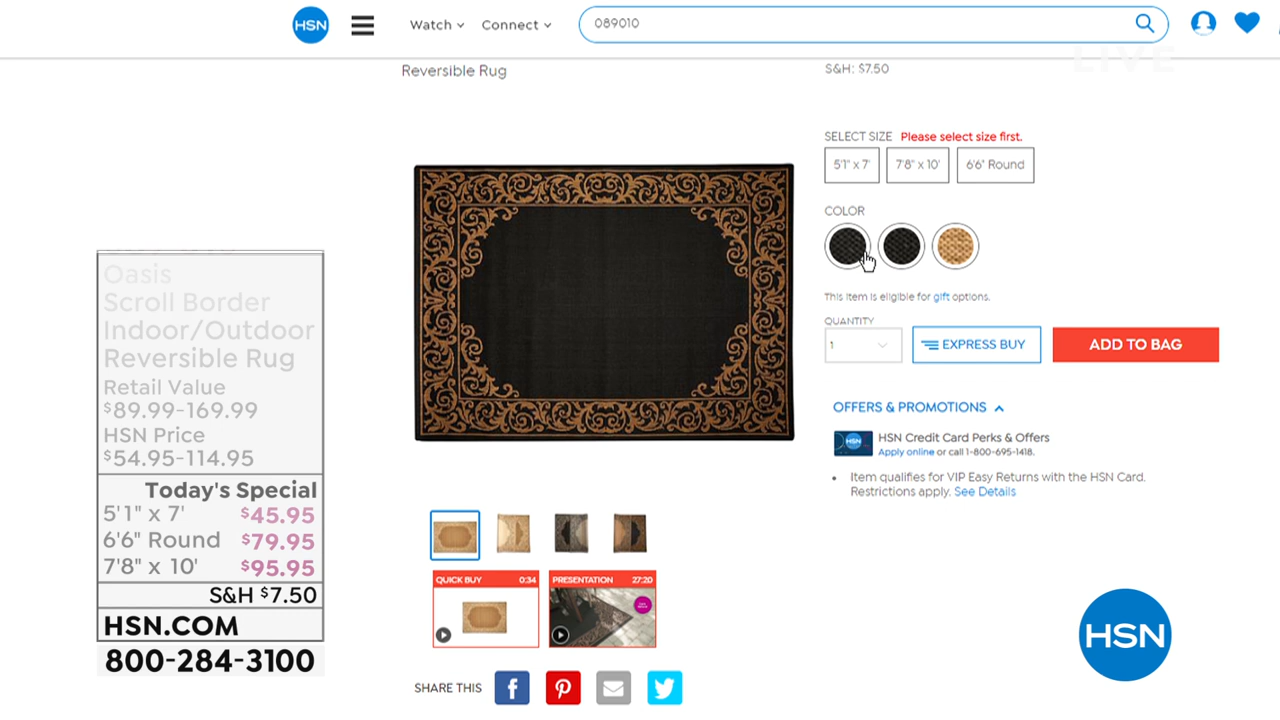 HSN
Watch
Connect
089010
LIVE
Reversible Rug
S&H: $7.50
SELECT SIZE Please select size first.
5'1" x 7'
7'8" x 10'
6'6" Round
COLOR
This item is eligible for gift options.
QUANTITY
1
EXPRESS BUY
ADD TO BAG
OFFERS & PROMOTIONS
HSN
HSN Credit Card Perks & Offers
Apply online or call 1-800-695-1418.
Item qualifies for VIP Easy Returns with the HSN Card.
Restrictions apply. See Details
Oasis
Scroll Border
Indoor/Outdoor
Reversible Rug
Retail Value
$89.99-169.99
HSN Price
$54.95-114.95
Today's Special
5'1" x 7' $45.95
6'6" Round $79.95
7'8" x 10' $95.95
S&H $7.50
HSN.COM
800-284-3100
QUICK BUY 0:34
PRESENTATION 27:20
SHARE THIS
HSN